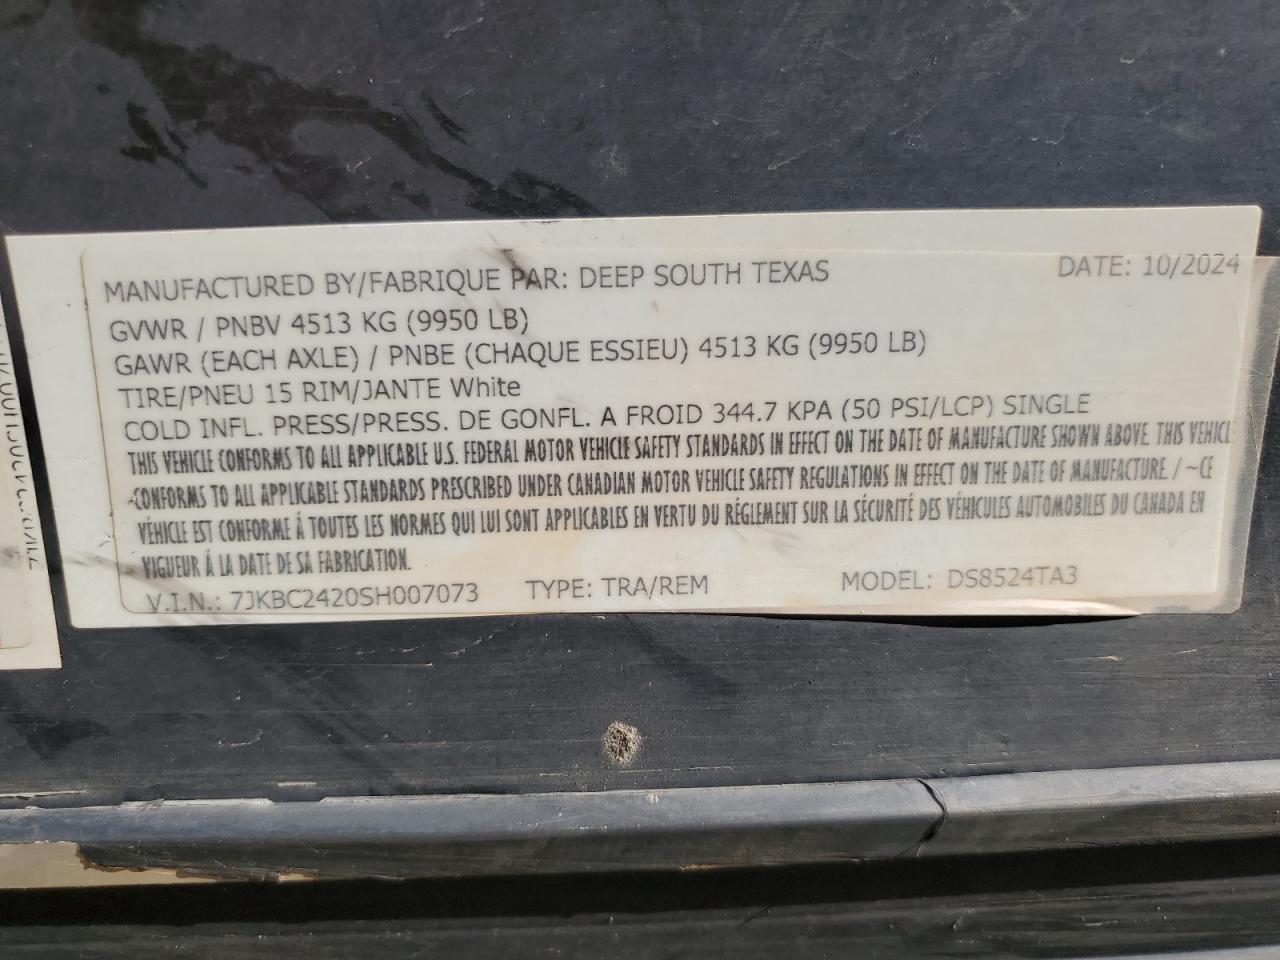 MANUFACTURED BY/FABRIQUE PAR: DEEP SOUTH TEXAS DATE: 10/2024
GVWR / PNBV 4513 KG (9950 LB)
GAWR (EACH AXLE) / PNBE (CHAQUE ESSIEU) 4513 KG (9950 LB)
TIRE/PNEU 15 RIM/JANTE White
COLD INFL. PRESS/PRESS. DE GONFL. A FROID 344.7 KPA (50 PSI/LCP) SINGLE
THIS VEHICLE CONFORMS TO ALL APPLICABLE U.S. FEDERAL MOTOR VEHICLE SAFETY STANDARDS IN EFFECT ON THE DATE OF MANUFACTURE SHOWN ABOVE. THIS VEHICL
CONFORMS TO ALL APPLICABLE STANDARDS PRESCRIBED UNDER CANADIAN MOTOR VEHICLE SAFETY REGULATIONS IN EFFECT ON THE DATE OF MANUFACTURE. / ~CE
VÉHICLE EST CONFORME Á TOUTES LES NORMES QUI LUI SONT APPLICABLES EN VERTU DU RÉGLEMENT SUR LA SÉCURITÉ DES VÉHICULES AUTOMOBILES DU CANADA EN
VIGUEUR Á LA DATE DE SA FABRICATION.
V.I.N.: 7JKBC2420SH007073 TYPE: TRA/REM MODEL: DS8524TA3